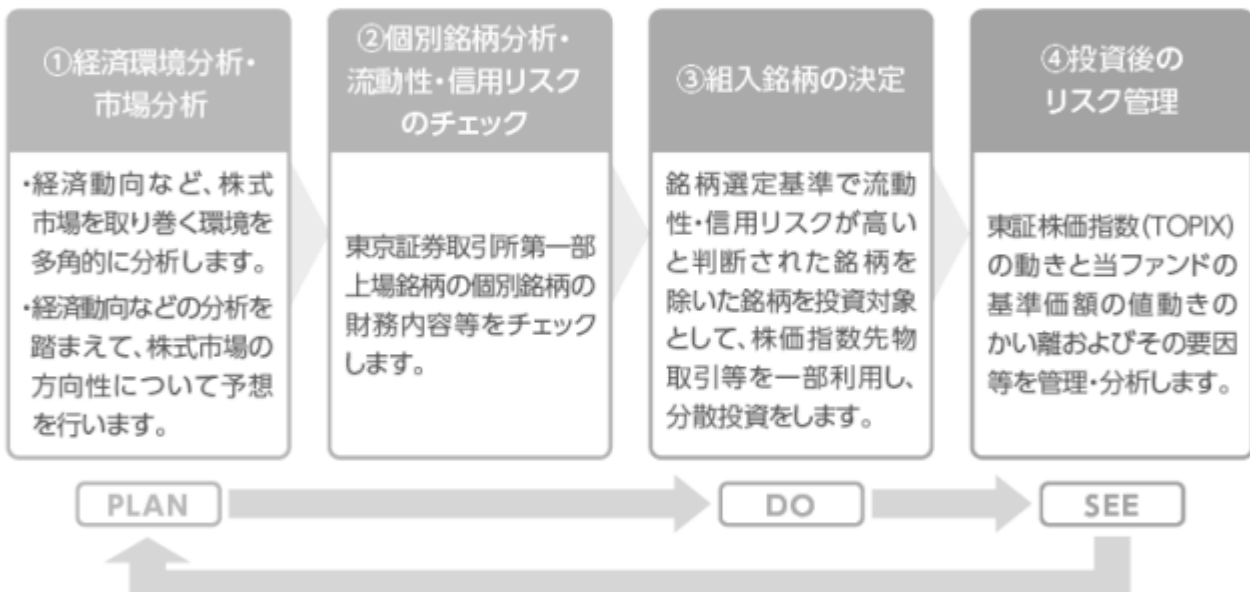 ①経済環境分析・
市場分析
・経済動向など、株式
市場を取り巻く環境を
多角的に分析します。
・経済動向などの分析を
踏まえて、株式市場の
方向性について予想
を行います。
②個別銘柄分析・
流動性・信用リスク
のチェック
東京証券取引所第一部
上場銘柄の個別銘柄の
財務内容等をチェック
します。
③組入銘柄の決定
銘柄選定基準で流動
性・信用リスクが高い
と判断された銘柄を
除いた銘柄を投資対象
として、株価指数先物
取引等を一部利用し、
分散投資をします。
④投資後の
リスク管理
東証株価指数(TOPIX)
の動きと当ファンドの
基準価額の値動きの
かい離およびその要因
等を管理・分析します。
PLAN
DO
SEE